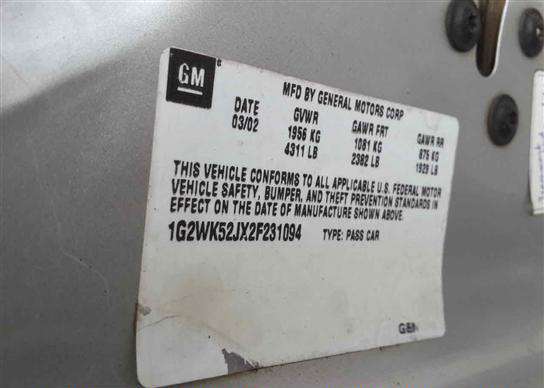 GM
MFD BY GENERAL MOTORS CORP
DATE GVWR GAWR FRT GAWR RR
03/02 1956 KG 1081 KG 875 KG
4311 LB 2382 LB 1929 LB
THIS VEHICLE CONFORMS TO ALL APPLICABLE U.S. FEDERAL MOTOR
VEHICLE SAFETY, BUMPER, AND THEFT PREVENTION STANDARDS IN
EFFECT ON THE DATE OF MANUFACTURE SHOWN ABOVE.
1G2WK52JX2F231094 TYPE: PASS CAR